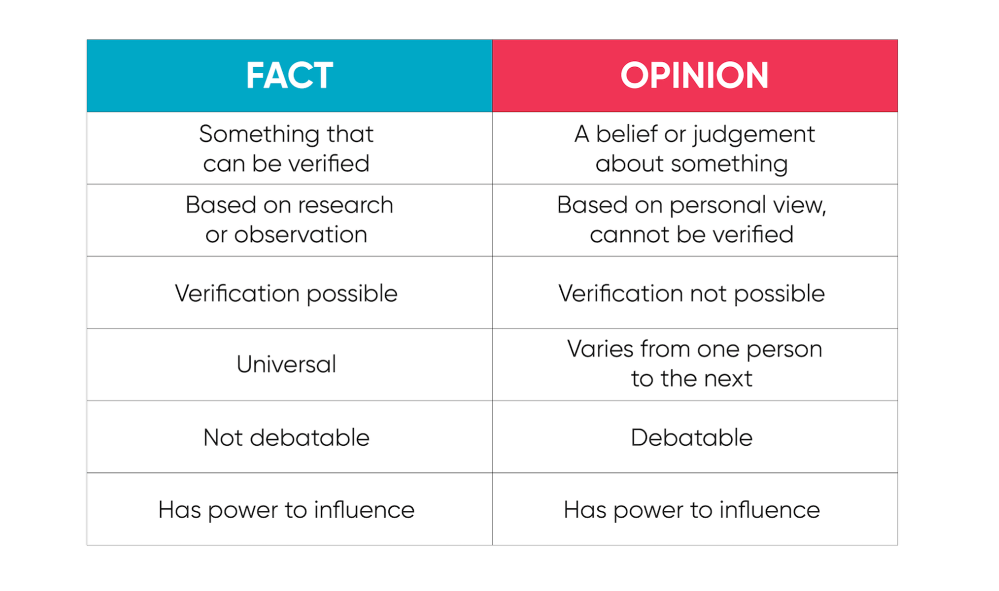 FACT
OPINION
Something that
can be verified
A belief or judgement
about something
Based on research
or observation
Based on personal view,
cannot be verified
Verification possible
Verification not possible
Universal
Varies from one person
to the next
Not debatable
Debatable
Has power to influence
Has power to influence